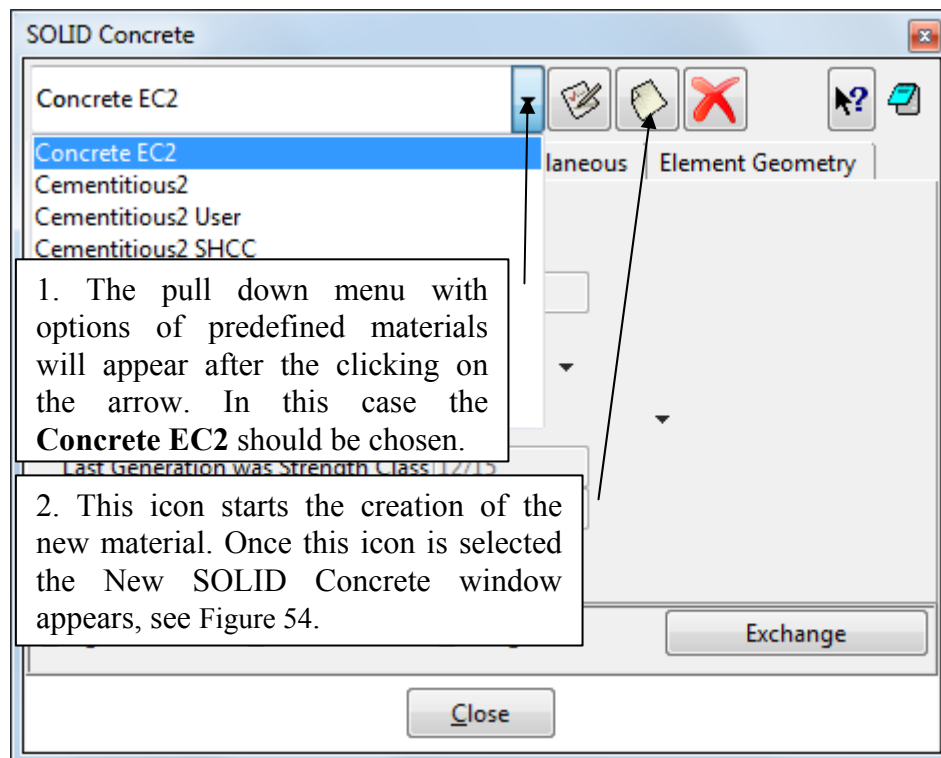 SOLID Concrete
Concrete EC2
Concrete EC2
Cementitious2
Cementitious2 User
Cementitious2 SHCC
laneous Element Geometry
1. The pull down menu with
options of predefined materials
will appear after the clicking on
the arrow. In this case the
Concrete EC2 should be chosen.
Last Generation was Strength Class 12/15
2. This icon starts the creation of the
new material. Once this icon is selected
the New SOLID Concrete window
appears, see Figure 54.
Exchange
Close